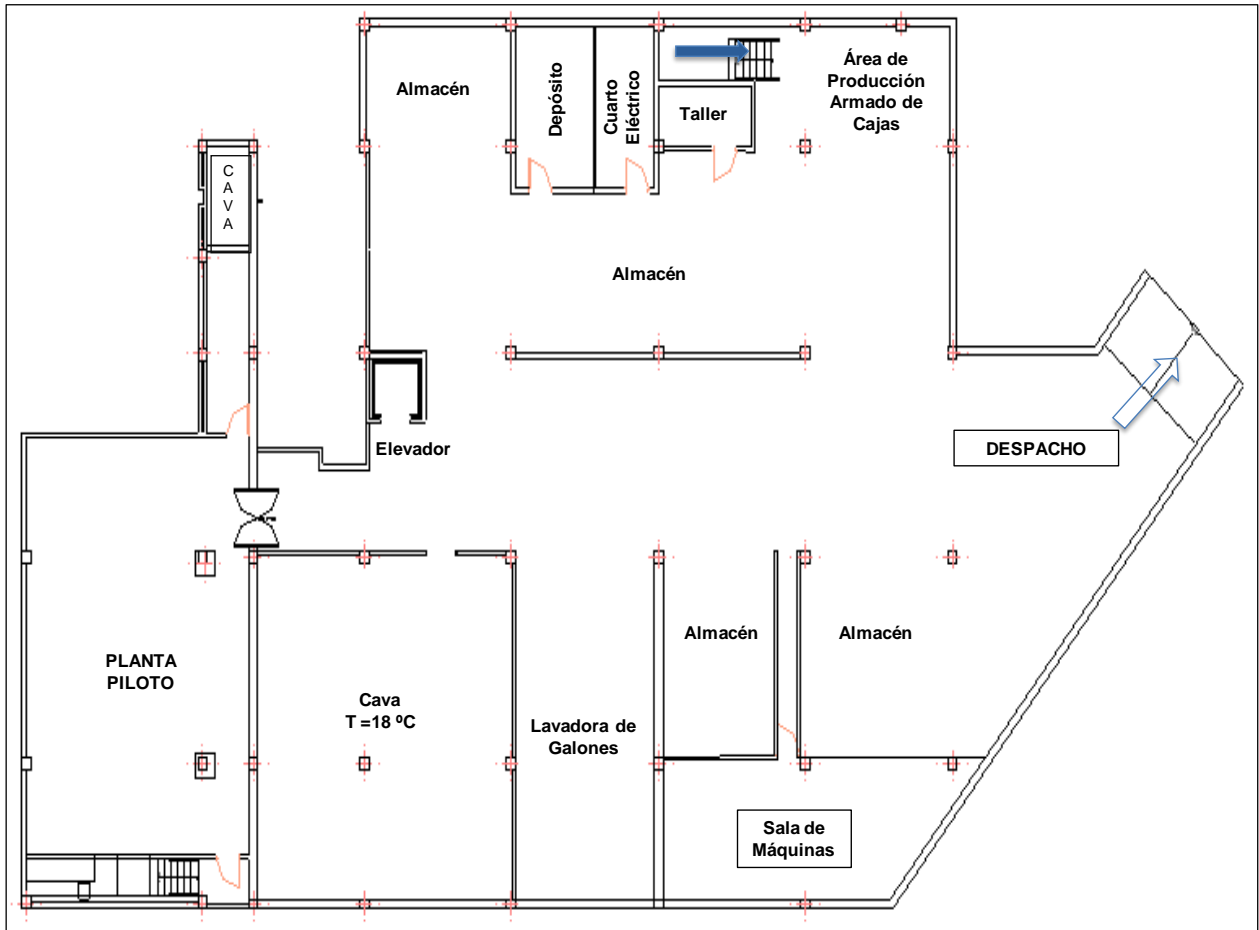 Almacén
Depósito
Cuarto
Eléctrico
Taller
Área de
Producción
Armado de
Cajas
C
A
V
A
Almacén
Elevador
DESPACHO
PLANTA
PILOTO
Cava
T =18 ºC
Lavadora de
Galones
Almacén
Almacén
Sala de
Máquinas